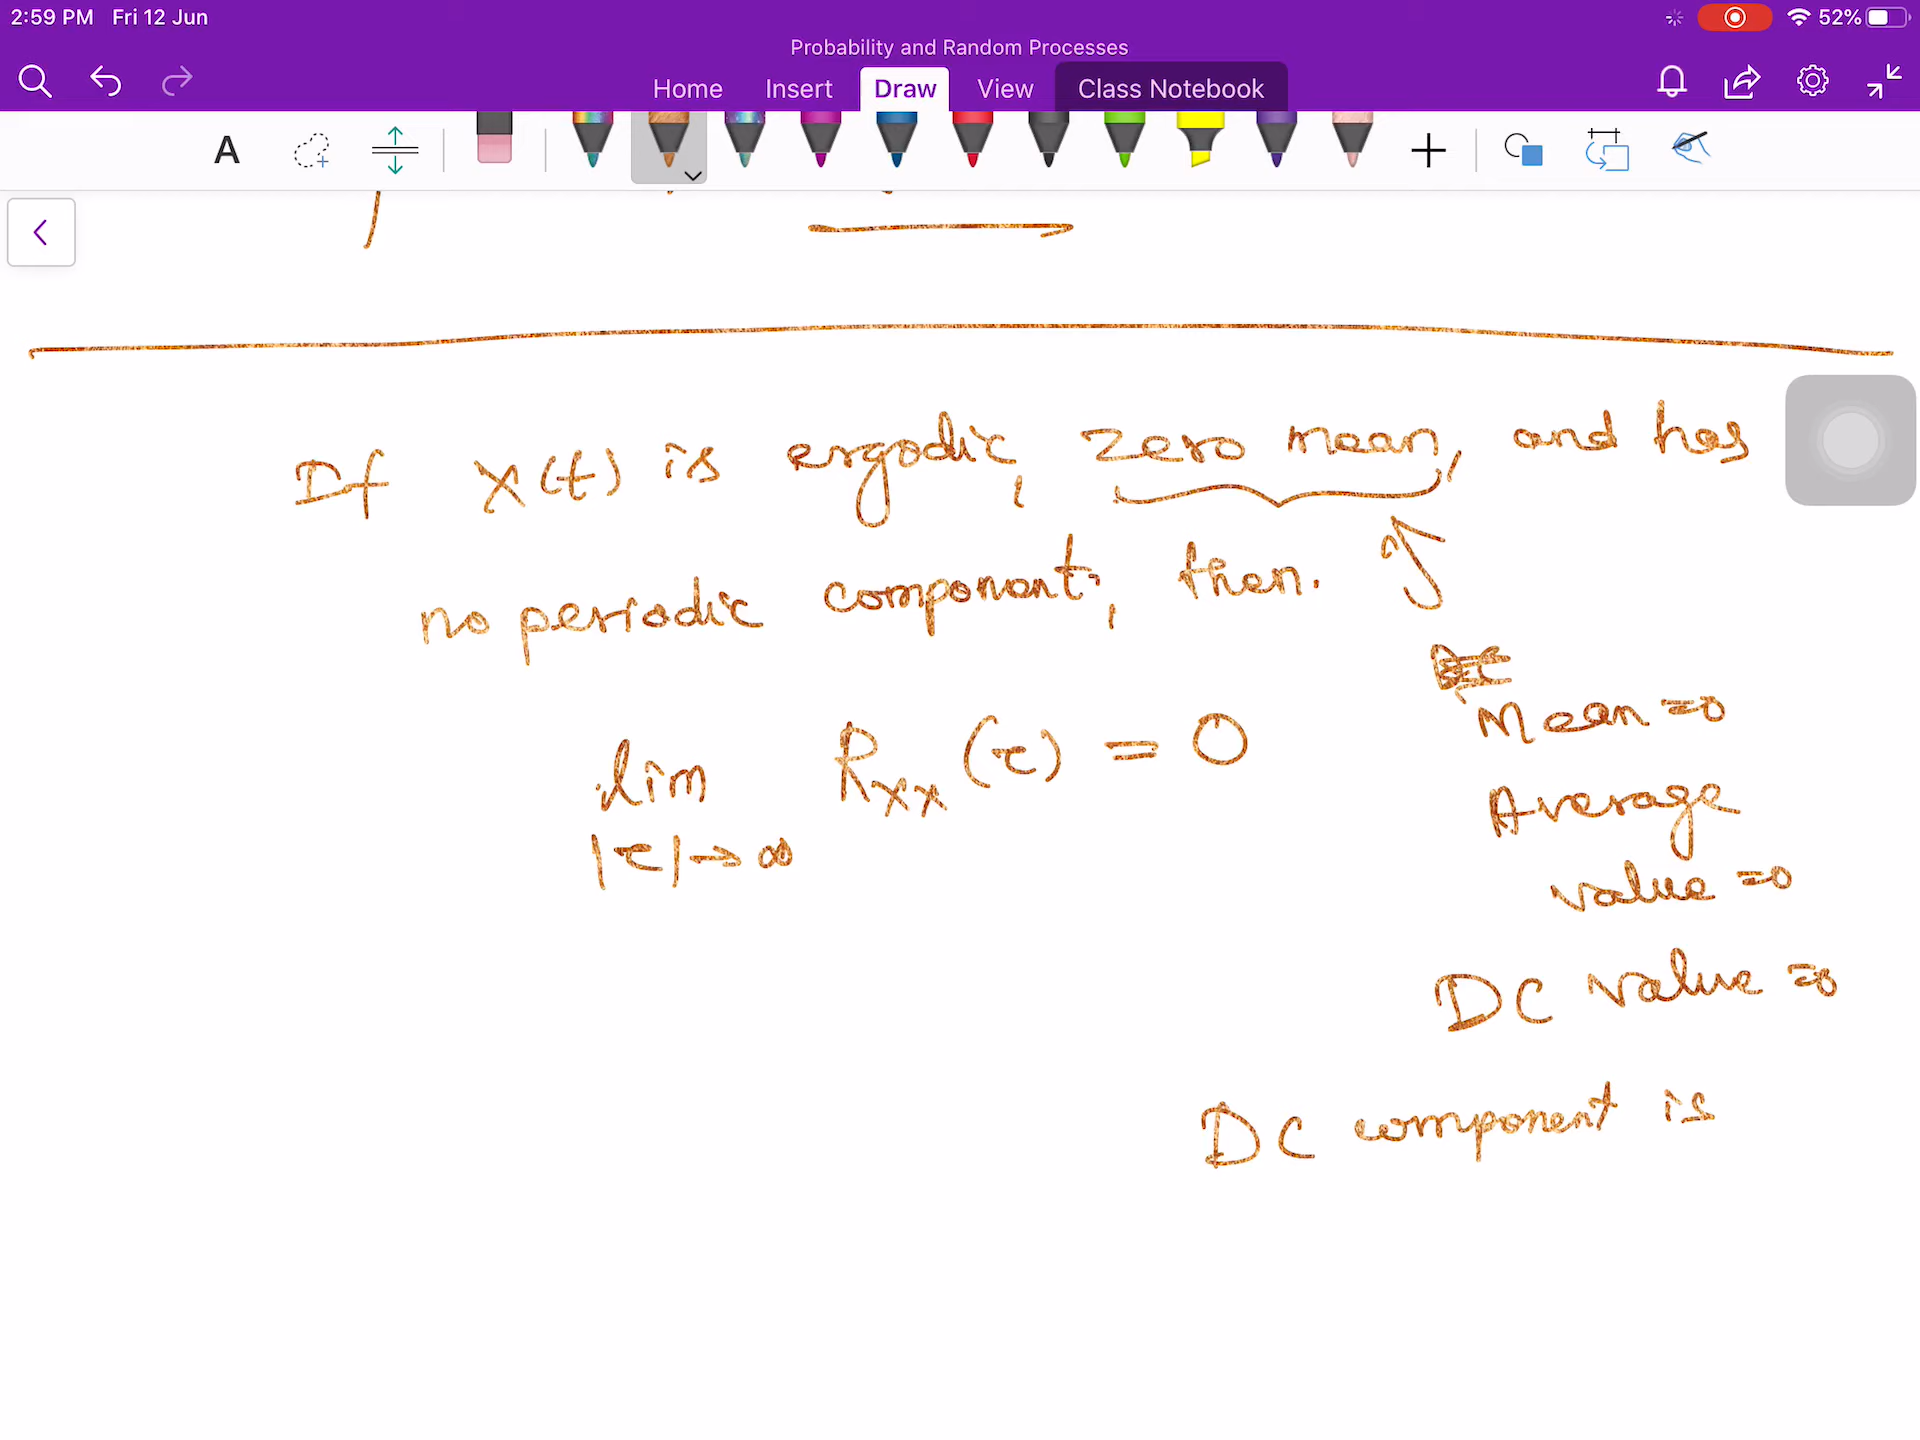 2:59 PM Fri 12 Jun
52%
Probability and Random Processes
Home Insert Draw View Class Notebook
A
If X(t) is ergodic, zero mean, and has
no periodic component, then.
Mean =0
lim R_XX (τ) = 0
|τ|→∞
Average
value =0
DC value =0
DC component is